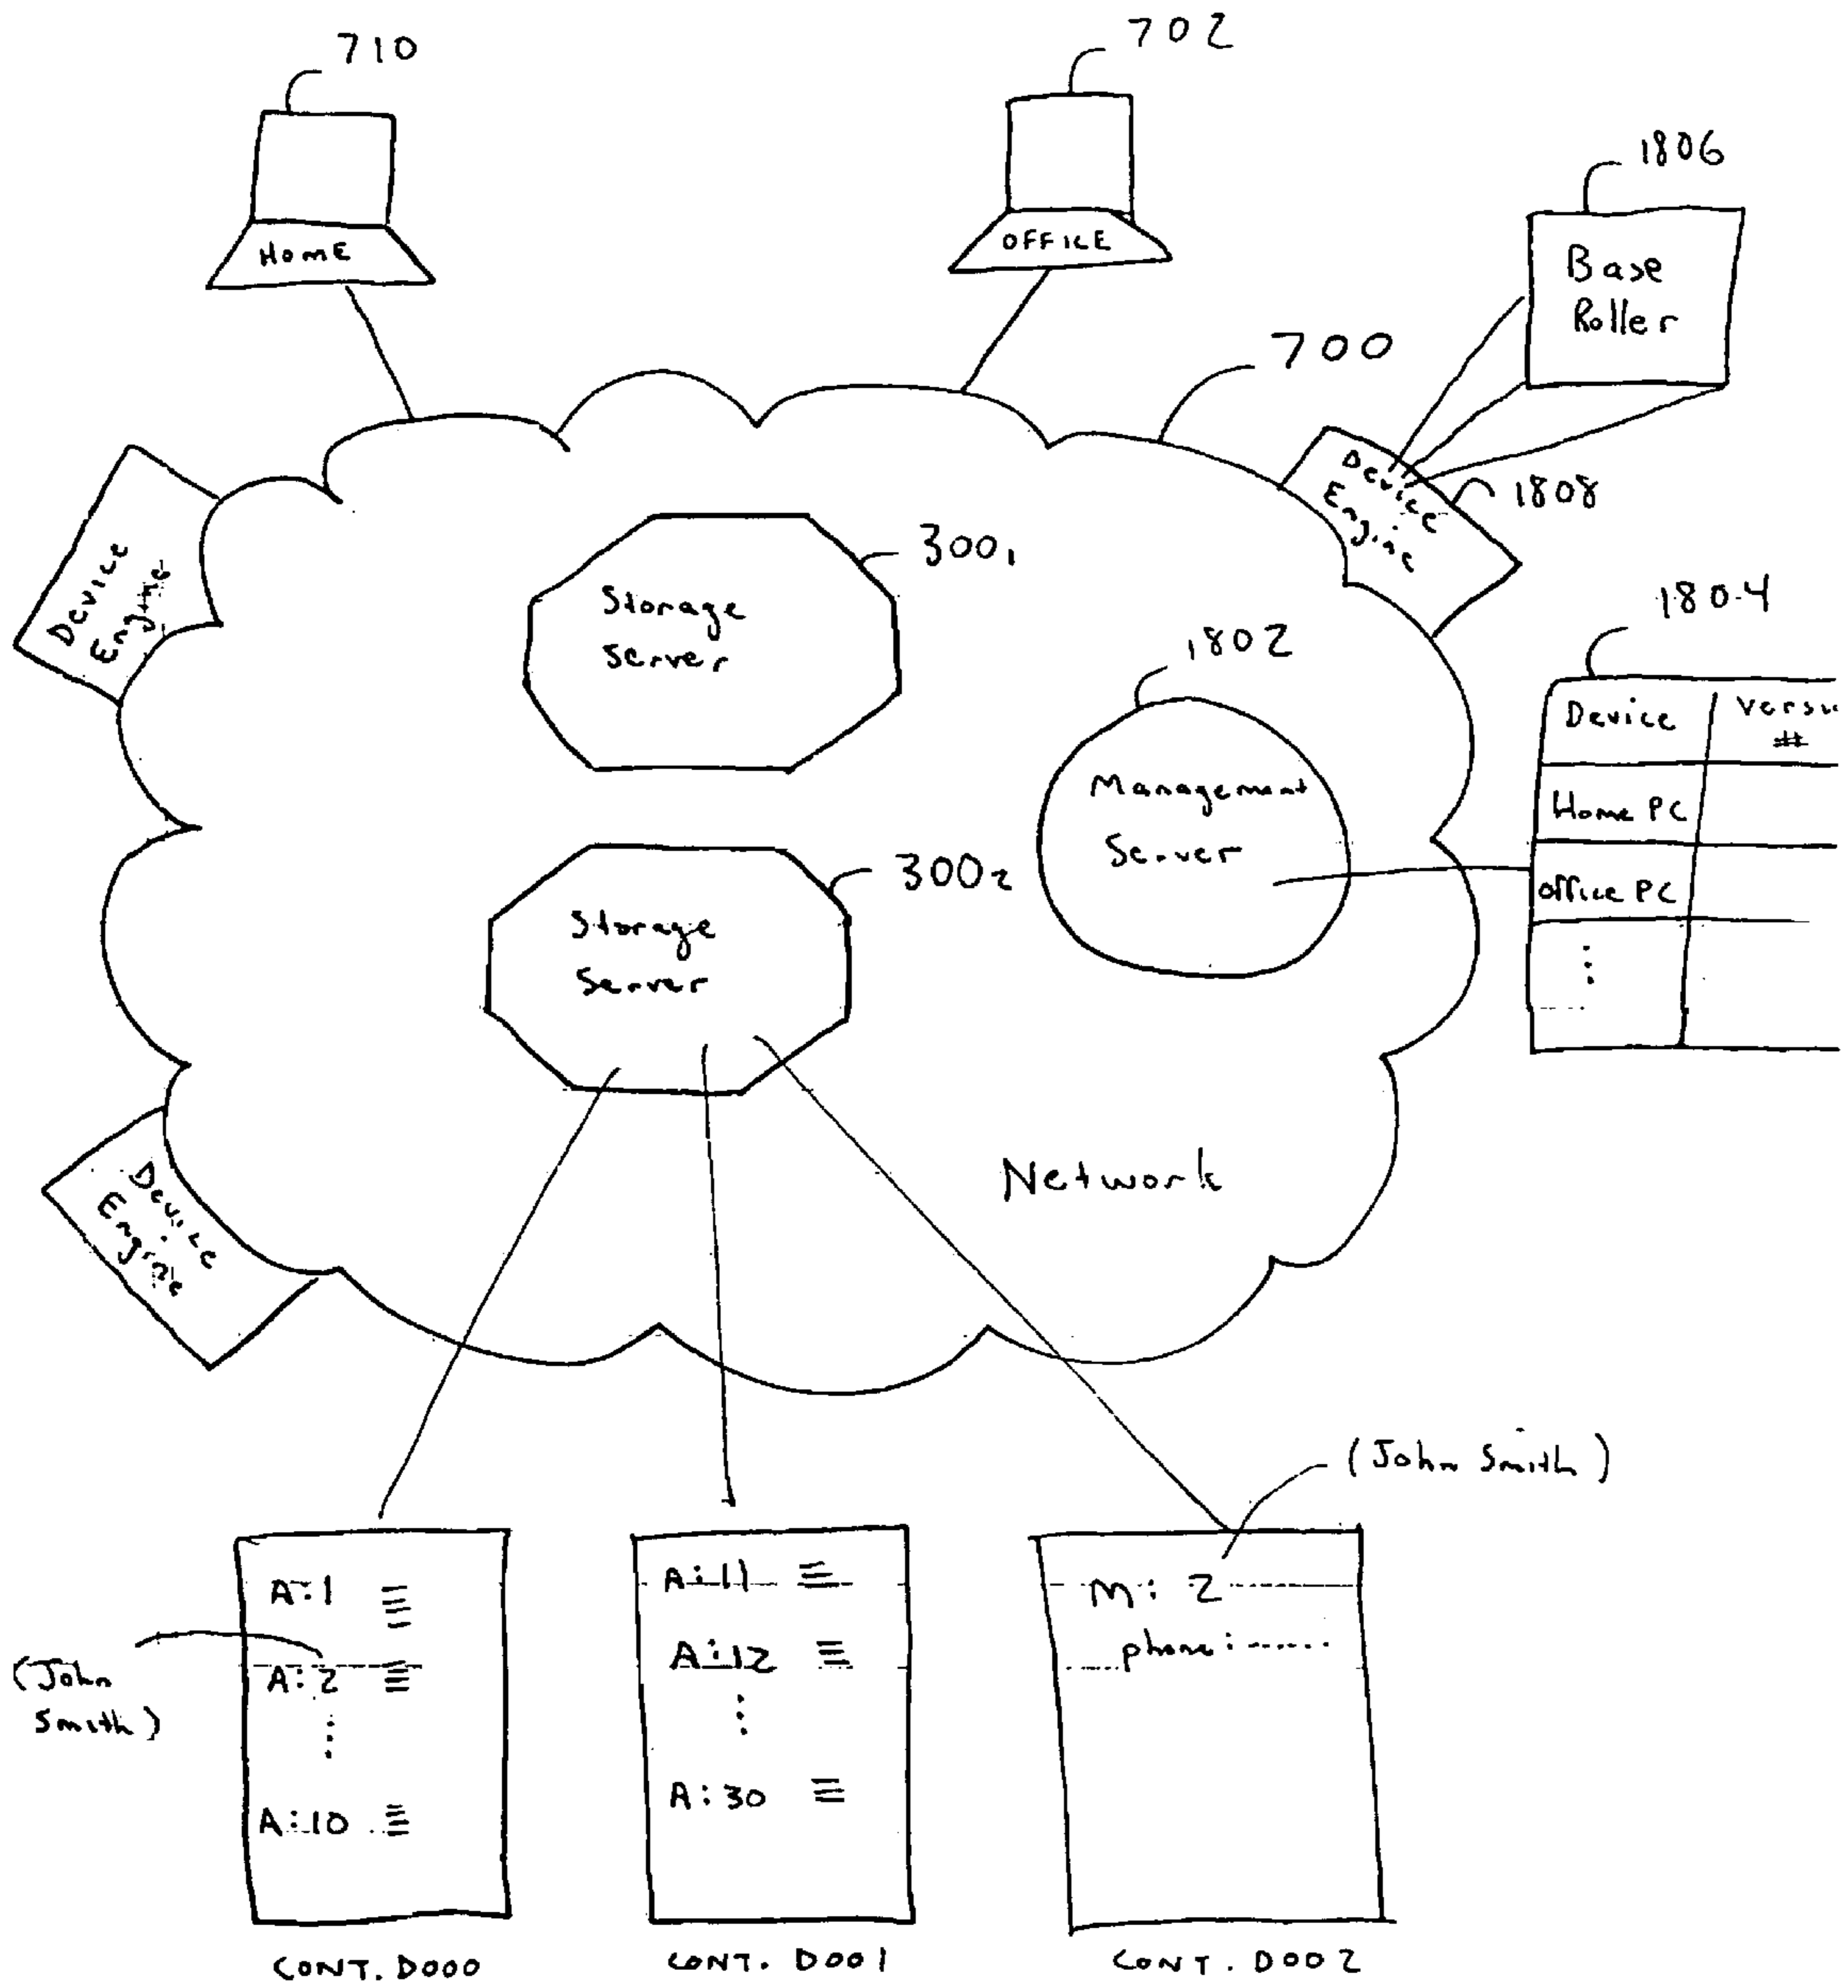 710
702
HOME
OFFICE
1806
Base
Roller
700
Device
Engine
1808
Device
Engine
300₁
Storage
Server
1804
1802
Device
Versi
#
Management
Server
Home PC
300₂
Office PC
Storage
Server
Network
Device
Engine
(John Smith)
A:1
A:11
M: 2
phone:
A:2
A:12
(John
Smith)
A:10
A:30
CONT. D000
CONT. D001
CONT. D002